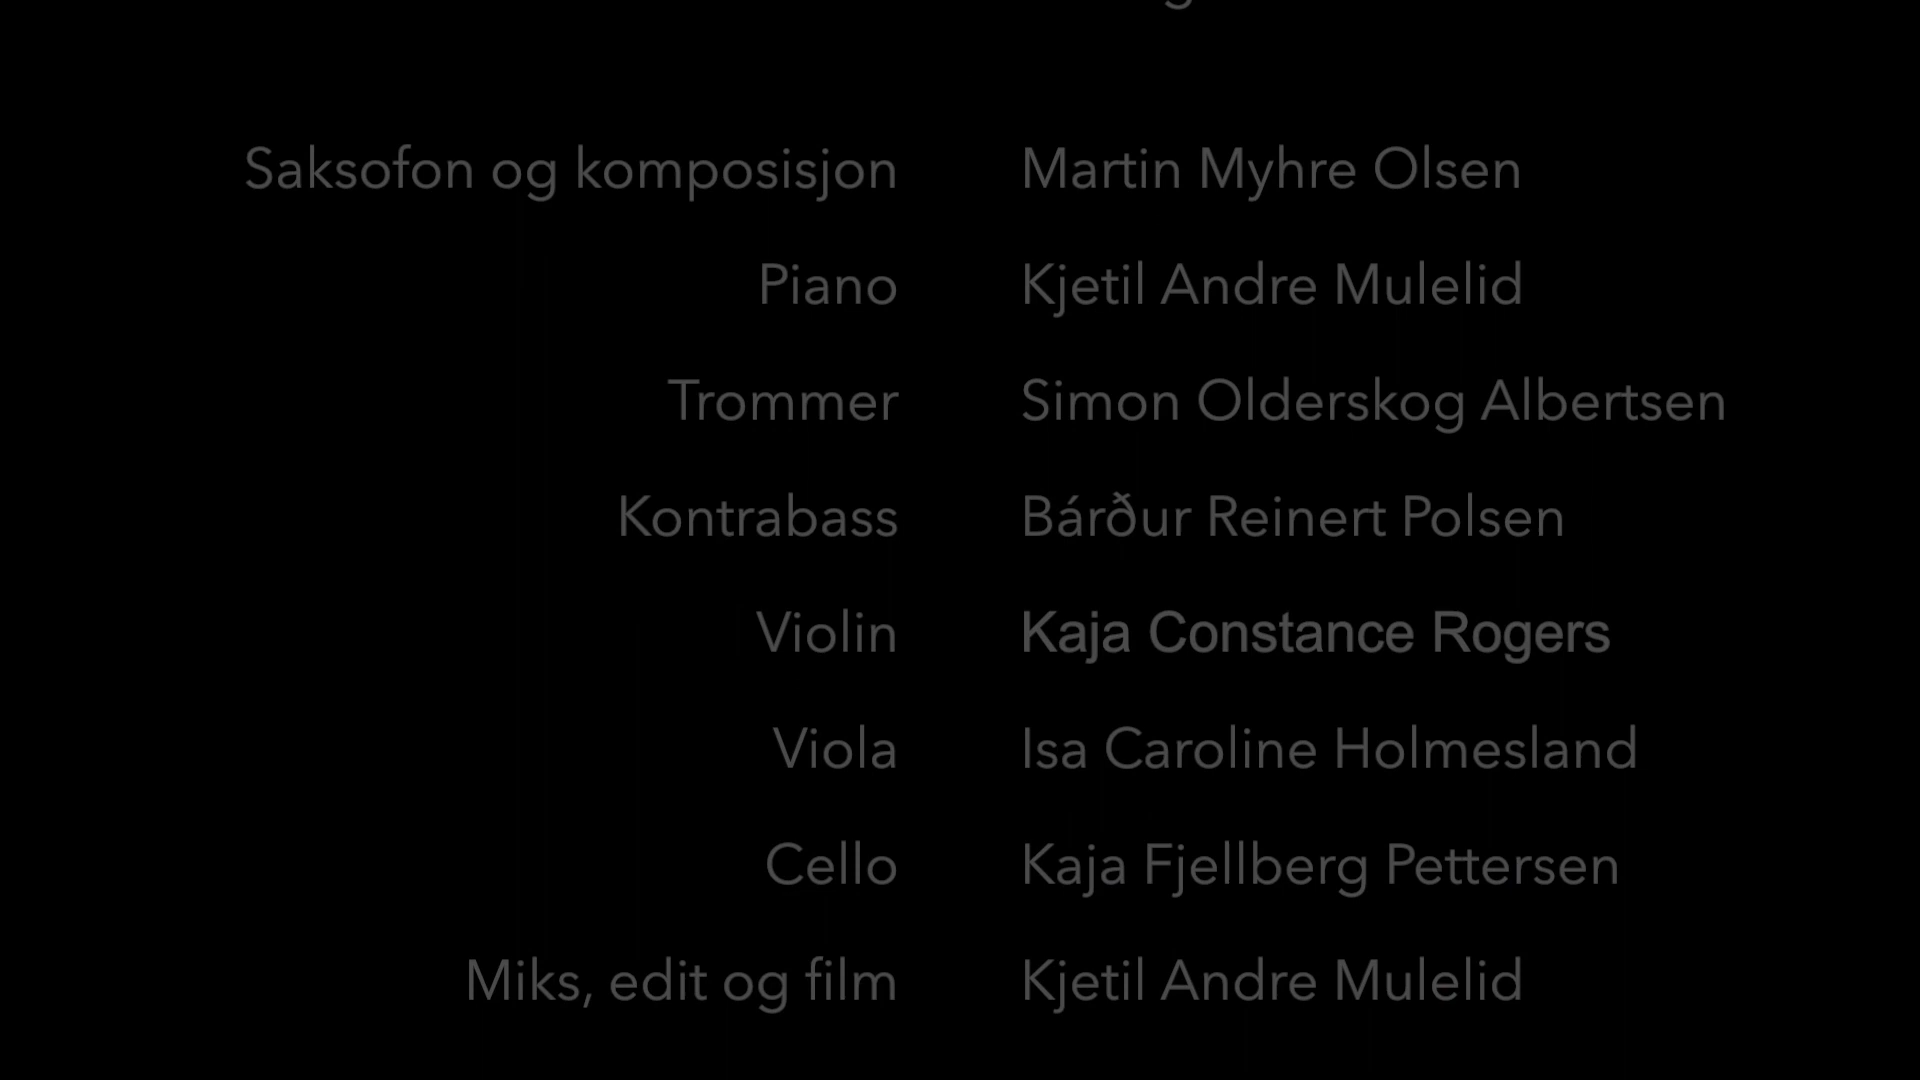 Saksofon og komposisjon Martin Myhre Olsen
Piano Kjetil Andre Mulelid
Trommer Simon Olderskog Albertsen
Kontrabass Bárður Reinert Polsen
Violin Kaja Constance Rogers
Viola Isa Caroline Holmesland
Cello Kaja Fjellberg Pettersen
Miks, edit og film Kjetil Andre Mulelid